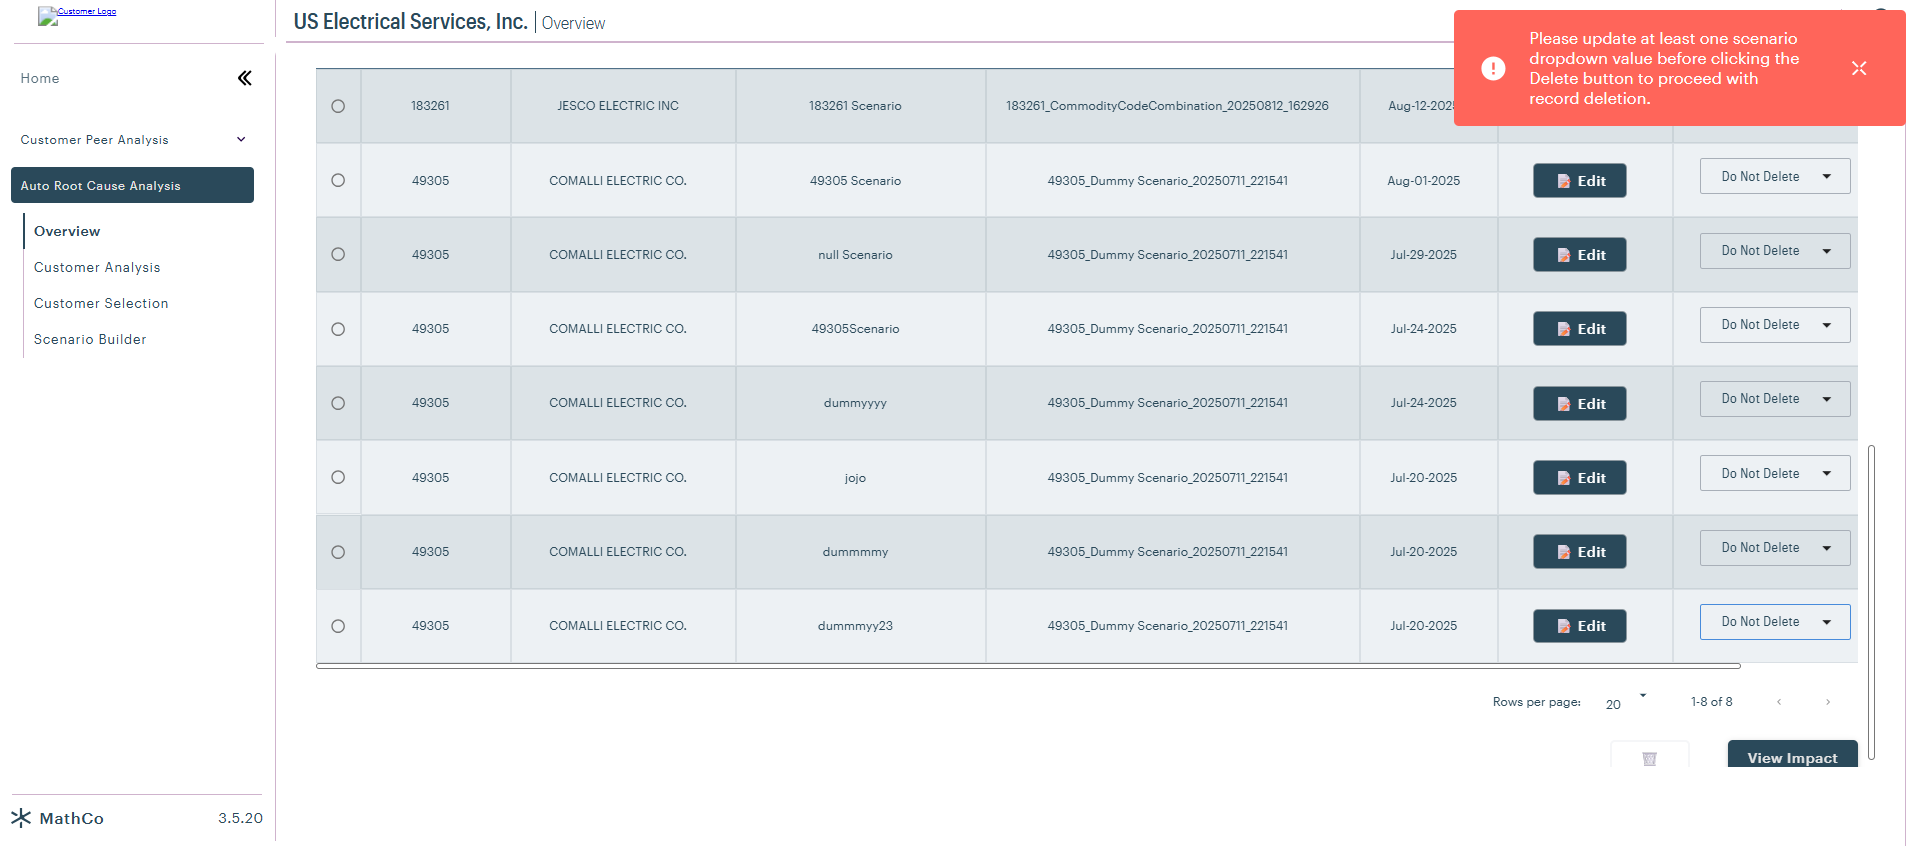 Customer Logo
US Electrical Services, Inc. Overview
Please update at least one scenario
dropdown value before clicking the
Delete button to proceed with
record deletion.
Home
Customer Peer Analysis
Auto Root Cause Analysis
Overview
Customer Analysis
Customer Selection
Scenario Builder
183261 JESCO ELECTRIC INC 183261 Scenario 183261_CommodityCodeCombination_20250812_162926 Aug-12-2025
49305 COMALLI ELECTRIC CO. 49305 Scenario 49305_Dummy Scenario_20250711_221541 Aug-01-2025 Edit Do Not Delete
49305 COMALLI ELECTRIC CO. null Scenario 49305_Dummy Scenario_20250711_221541 Jul-29-2025 Edit Do Not Delete
49305 COMALLI ELECTRIC CO. 49305Scenario 49305_Dummy Scenario_20250711_221541 Jul-24-2025 Edit Do Not Delete
49305 COMALLI ELECTRIC CO. dummyyyy 49305_Dummy Scenario_20250711_221541 Jul-24-2025 Edit Do Not Delete
49305 COMALLI ELECTRIC CO. jojo 49305_Dummy Scenario_20250711_221541 Jul-20-2025 Edit Do Not Delete
49305 COMALLI ELECTRIC CO. dummmmy 49305_Dummy Scenario_20250711_221541 Jul-20-2025 Edit Do Not Delete
49305 COMALLI ELECTRIC CO. dummmyy23 49305_Dummy Scenario_20250711_221541 Jul-20-2025 Edit Do Not Delete
Rows per page: 20 1-8 of 8
View Impact
MathCo 3.5.20